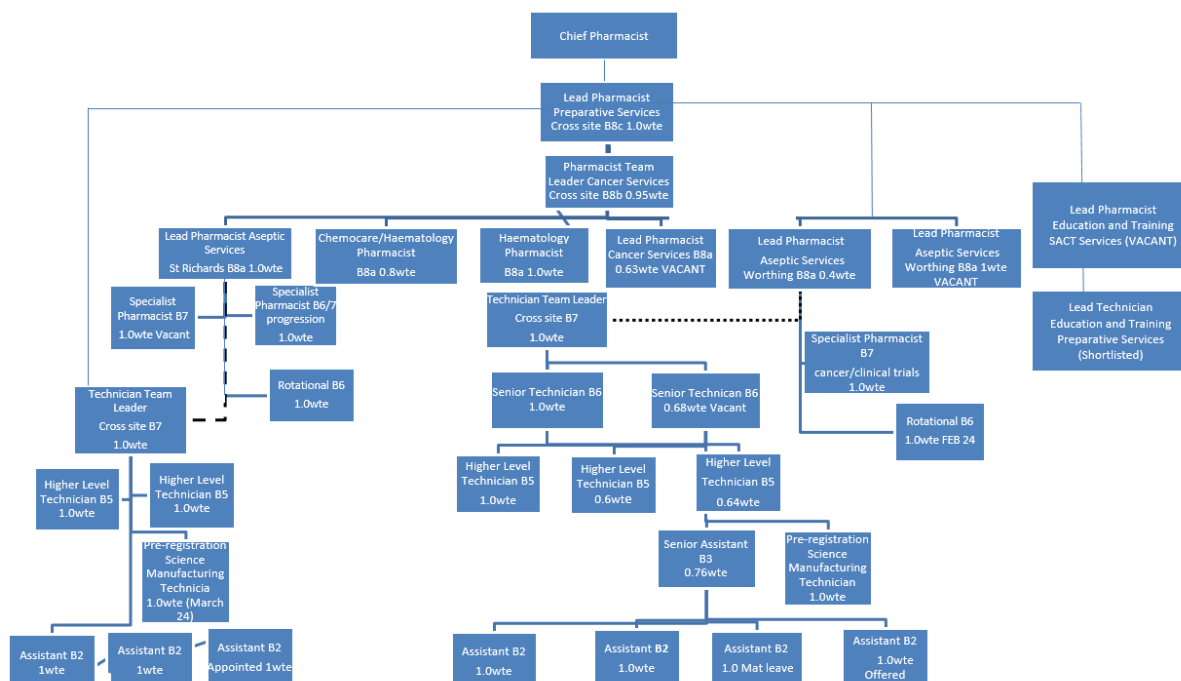 Chief Pharmacist
Lead Pharmacist
Preparative Services
Cross site B8c 1.0wte
Pharmacist Team
Leader Cancer Services
Cross site B8b 0.95wte
Lead Pharmacist Aseptic
Services
St Richards B8a 1.0wte
Chemocare/Haematology
Pharmacist
B8a 0.8wte
Haematology
Pharmacist
B8a 1.0wte
Lead Pharmacist
Cancer Services B8a
0.63wte VACANT
Lead Pharmacist
Aseptic Services
Worthing B8a 0.4wte
Lead Pharmacist
Aseptic Services
Worthing B8a 1wte
VACANT
Lead Pharmacist
Education and Training
SACT Services (VACANT)
Lead Technician
Education and Training
Preparative Services
(Shortlisted)
Specialist
Pharmacist B7
1.0wte Vacant
Specialist
Pharmacist B6/7
progression
1.0wte
Rotational B6
1.0wte
Technician Team
Leader
Cross site B7
1.0wte
Technician Team Leader
Cross site B7
1.0wte
Specialist Pharmacist
B7
cancer/clinical trials
1.0wte
Rotational B6
1.0wte FEB 24
Senior Technician B6
1.0wte
Senior Technican B6
0.68wte Vacant
Higher Level
Technician B5
1.0wte
Higher Level
Technician B5
1.0wte
Higher Level
Technician B5
1.0wte
Higher Level
Technician B5
0.6wte
Higher Level
Technician B5
0.64wte
Pre-registration
Science
Manufacturing
Technicia
1.0wte (March
24)
Senior Assistant
B3
0.76wte
Pre-registration
Science
Manufacturing
Technician
1.0wte
Assistant B2
1wte
Assistant B2
1wte
Assistant B2
Appointed 1wte
Assistant B2
1.0wte
Assistant B2
1.0wte
Assistant B2
1.0 Mat leave
Assistant B2
1.0wte
Offered